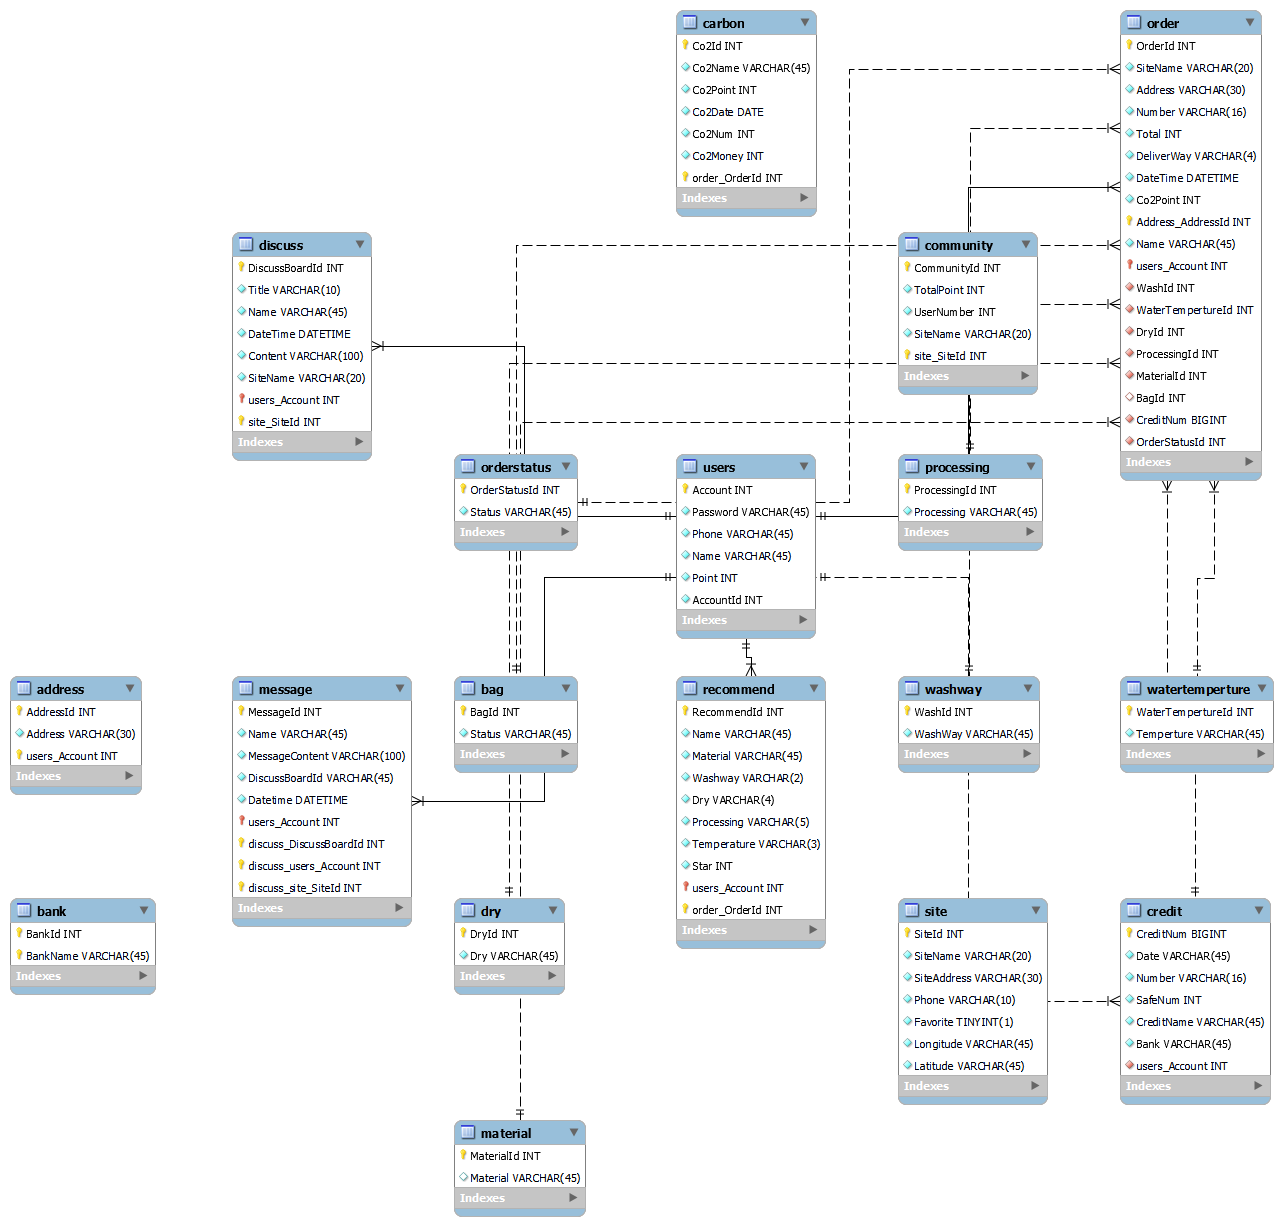 carbon
Co2Id INT
Co2Name VARCHAR(45)
Co2Point INT
Co2Date DATE
Co2Num INT
Co2Money INT
order_OrderId INT
Indexes
order
OrderId INT
SiteName VARCHAR(20)
Address VARCHAR(30)
Number VARCHAR(16)
Total INT
DeliverWay VARCHAR(4)
DateTime DATETIME
Co2Point INT
Address_AddressId INT
Name VARCHAR(45)
users_Account INT
WashId INT
WaterTempertureId INT
DryId INT
ProcessingId INT
MaterialId INT
BagId INT
CreditNum BIGINT
OrderStatusId INT
Indexes
discuss
DiscussBoardId INT
Title VARCHAR(10)
Name VARCHAR(45)
DateTime DATETIME
Content VARCHAR(100)
SiteName VARCHAR(20)
users_Account INT
site_SiteId INT
Indexes
community
CommunityId INT
TotalPoint INT
UserNumber INT
SiteName VARCHAR(20)
site_SiteId INT
Indexes
orderstatus
OrderStatusId INT
Status VARCHAR(45)
Indexes
users
Account INT
Password VARCHAR(45)
Phone VARCHAR(45)
Name VARCHAR(45)
Point INT
AccountId INT
Indexes
processing
ProcessingId INT
Processing VARCHAR(45)
Indexes
address
AddressId INT
Address VARCHAR(30)
users_Account INT
Indexes
message
MessageId INT
Name VARCHAR(45)
MessageContent VARCHAR(100)
DiscussBoardId VARCHAR(45)
Datetime DATETIME
users_Account INT
discuss_DiscussBoardId INT
discuss_users_Account INT
discuss_site_SiteId INT
Indexes
bag
BagId INT
Status VARCHAR(45)
Indexes
recommend
RecommendId INT
Name VARCHAR(45)
Material VARCHAR(45)
Washway VARCHAR(2)
Dry VARCHAR(4)
Processing VARCHAR(5)
Temperature VARCHAR(3)
Star INT
users_Account INT
order_OrderId INT
Indexes
washway
WashId INT
WashWay VARCHAR(45)
Indexes
watertemperture
WaterTempertureId INT
Temperture VARCHAR(45)
Indexes
bank
BankId INT
BankName VARCHAR(45)
Indexes
dry
DryId INT
Dry VARCHAR(45)
Indexes
site
SiteId INT
SiteName VARCHAR(20)
SiteAddress VARCHAR(30)
Phone VARCHAR(10)
Favorite TINYINT(1)
Longitude VARCHAR(45)
Latitude VARCHAR(45)
Indexes
credit
CreditNum BIGINT
Date VARCHAR(45)
Number VARCHAR(16)
SafeNum INT
CreditName VARCHAR(45)
Bank VARCHAR(45)
users_Account INT
Indexes
material
MaterialId INT
Material VARCHAR(45)
Indexes